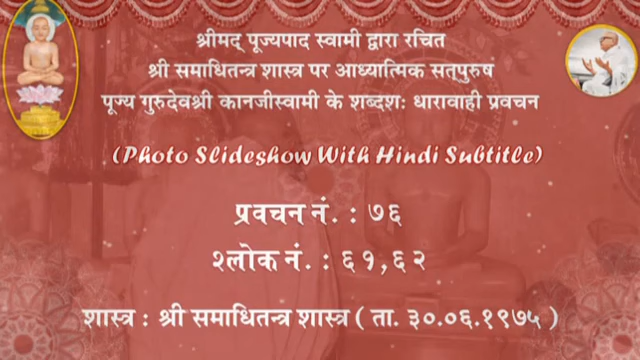 श्रीमद् पूज्यपाद स्वामी द्वारा रचित
श्री समाधितन्त्र शास्त्र पर आध्यात्मिक सत्पुरुष
पूज्य गुरुदेवश्री कानजीस्वामी के शब्दशः धारावाही प्रवचन
(Photo Slideshow With Hindi Subtitle)
प्रवचन नं. : ७६
श्लोक नं. : ६१,६२
शास्त्र : श्री समाधितन्त्र शास्त्र ( ता. ३०.०६.१९७५ )